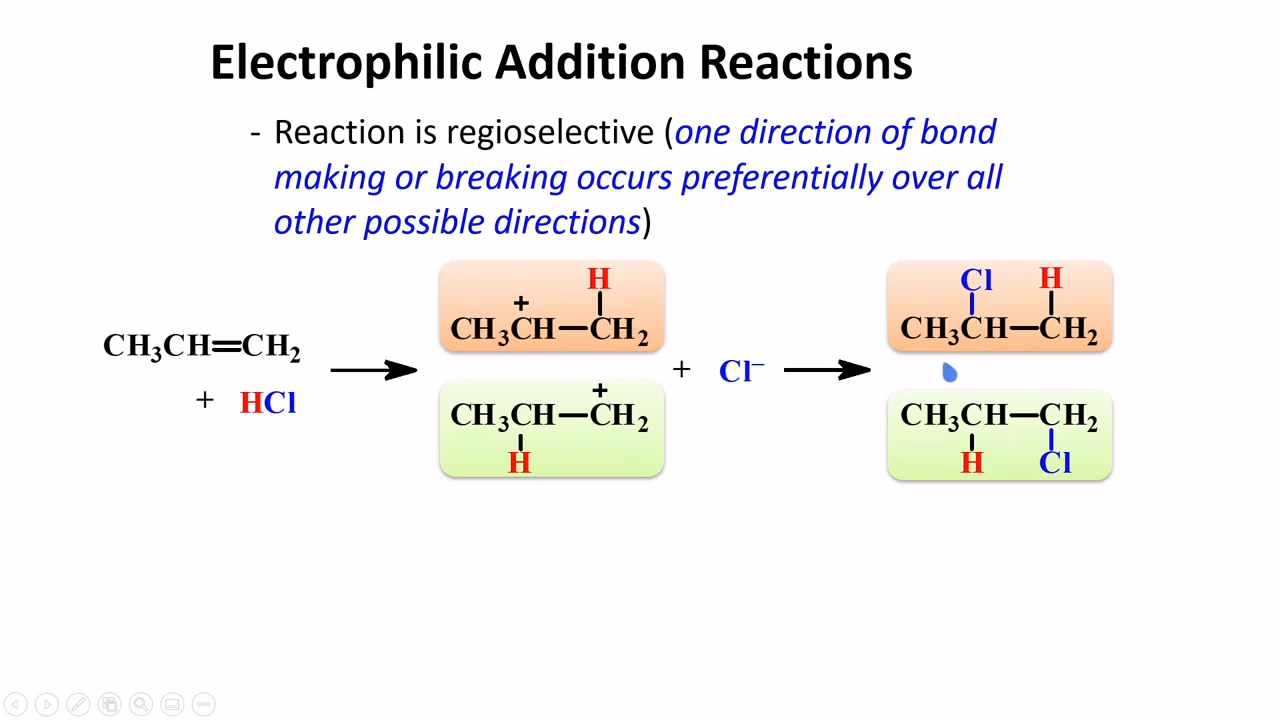 Electrophilic Addition Reactions
- Reaction is regioselective (one direction of bond
making or breaking occurs preferentially over all
other possible directions)
CH₃CH=CH₂
+ HCl
H
+
CH₃CH—CH₂
+
CH₃CH—CH₂
H
+ Cl⁻
Cl H
CH₃CH—CH₂
CH₃CH—CH₂
H Cl